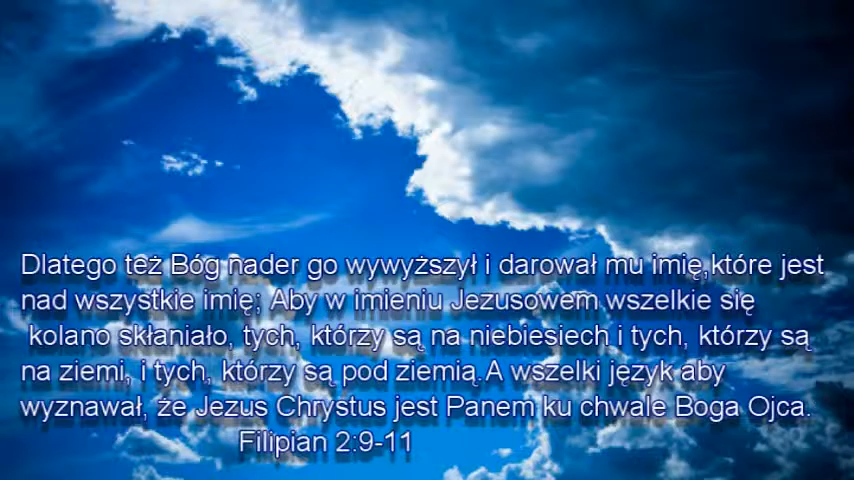 Dlatego też Bóg nader go wywyższył i darował mu imię,które jest
nad wszystkie imię; Aby w imieniu Jezusowem wszelkie się
kolano skłaniało, tych, którzy są na niebiesiech i tych, którzy są
na ziemi, i tych, którzy są pod ziemią.A wszelki język aby
wyznawał, że Jezus Chrystus jest Panem ku chwale Boga Ojca.
Filipian 2:9-11